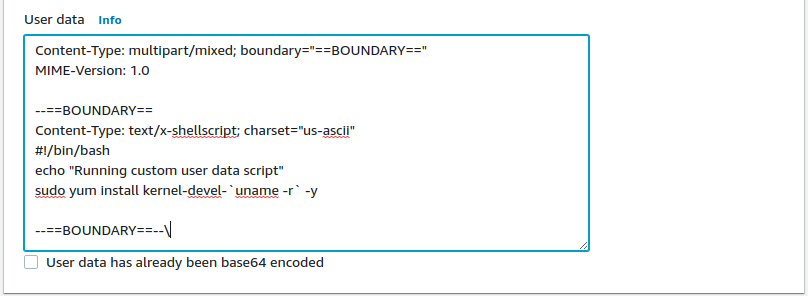 User data Info
Content-Type: multipart/mixed; boundary="==BOUNDARY=="
MIME-Version: 1.0
--==BOUNDARY==
Content-Type: text/x-shellscript; charset="us-ascii"
#!/bin/bash
echo "Running custom user data script"
sudo yum install kernel-devel-`uname -r` -y
--==BOUNDARY==--\
User data has already been base64 encoded